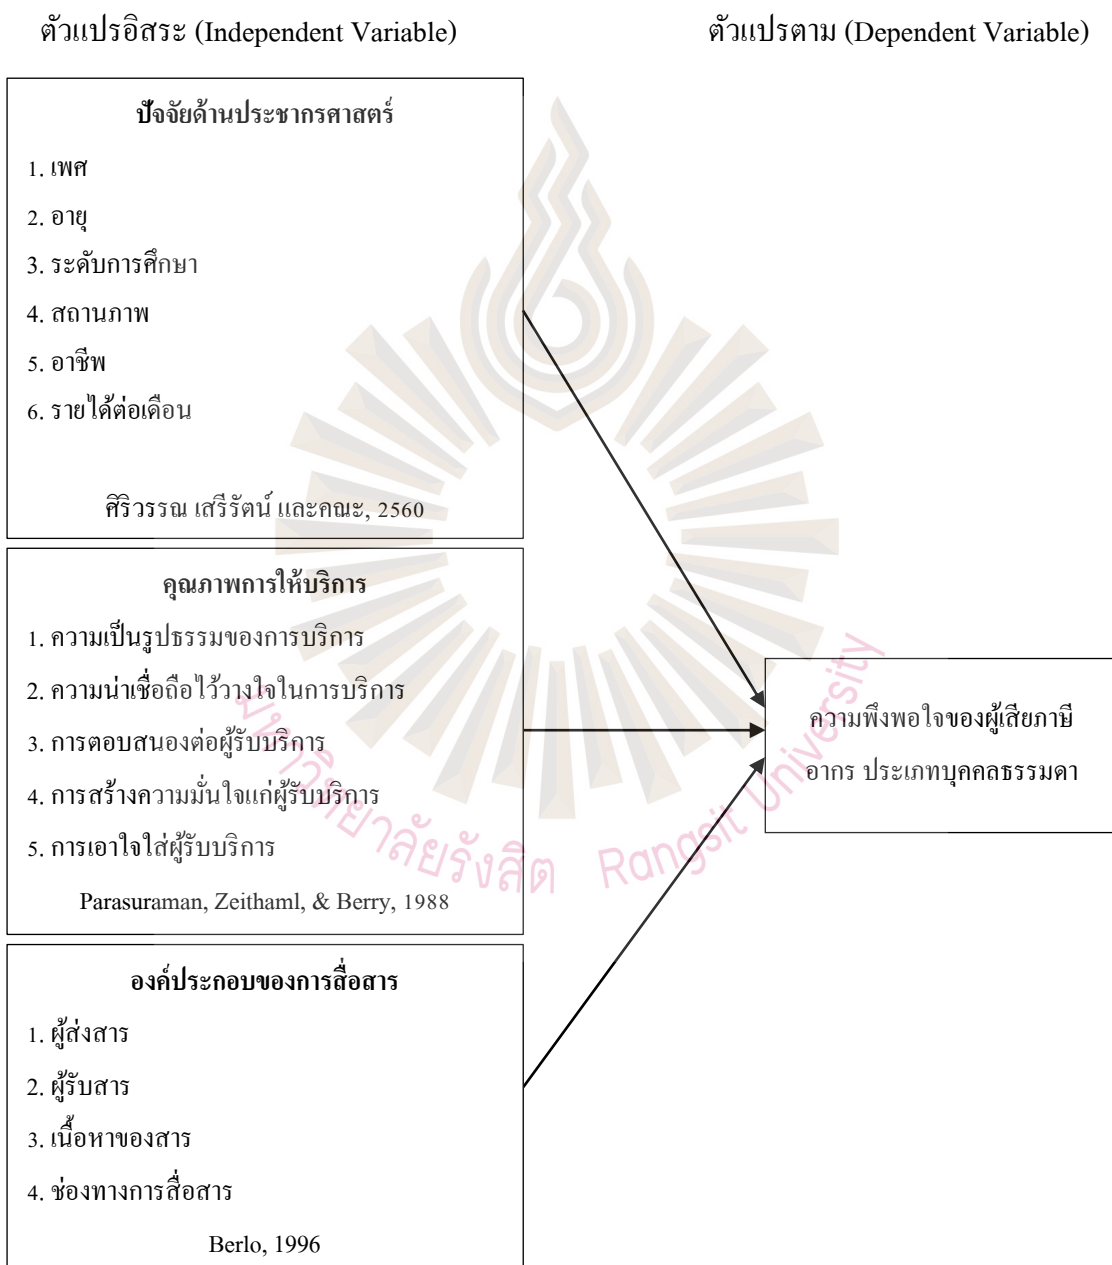 ตัวแปรอิสระ (Independent Variable)
ตัวแปรตาม (Dependent Variable)
ปัจจัยด้านประชากรศาสตร์
1. เพศ
2. อายุ
3. ระดับการศึกษา
4. สถานภาพ
5. อาชีพ
6. รายได้ต่อเดือน
ศิริวรรณ เสรีรัตน์ และคณะ, 2560
คุณภาพการให้บริการ
1. ความเป็นรูปธรรมของการบริการ
2. ความน่าเชื่อถือไว้วางใจในการบริการ
3. การตอบสนองต่อผู้รับบริการ
4. การสร้างความมั่นใจแก่ผู้รับบริการ
5. การเอาใจใส่ผู้รับบริการ
Parasuraman, Zeithaml, & Berry, 1988
องค์ประกอบของการสื่อสาร
1. ผู้ส่งสาร
2. ผู้รับสาร
3. เนื้อหาของสาร
4. ช่องทางการสื่อสาร
Berlo, 1996
ความพึงพอใจของผู้เสียภาษี
อากร ประเภทบุคคลธรรมดา
มหาวิทยาลัยรังสิต Rangsit University